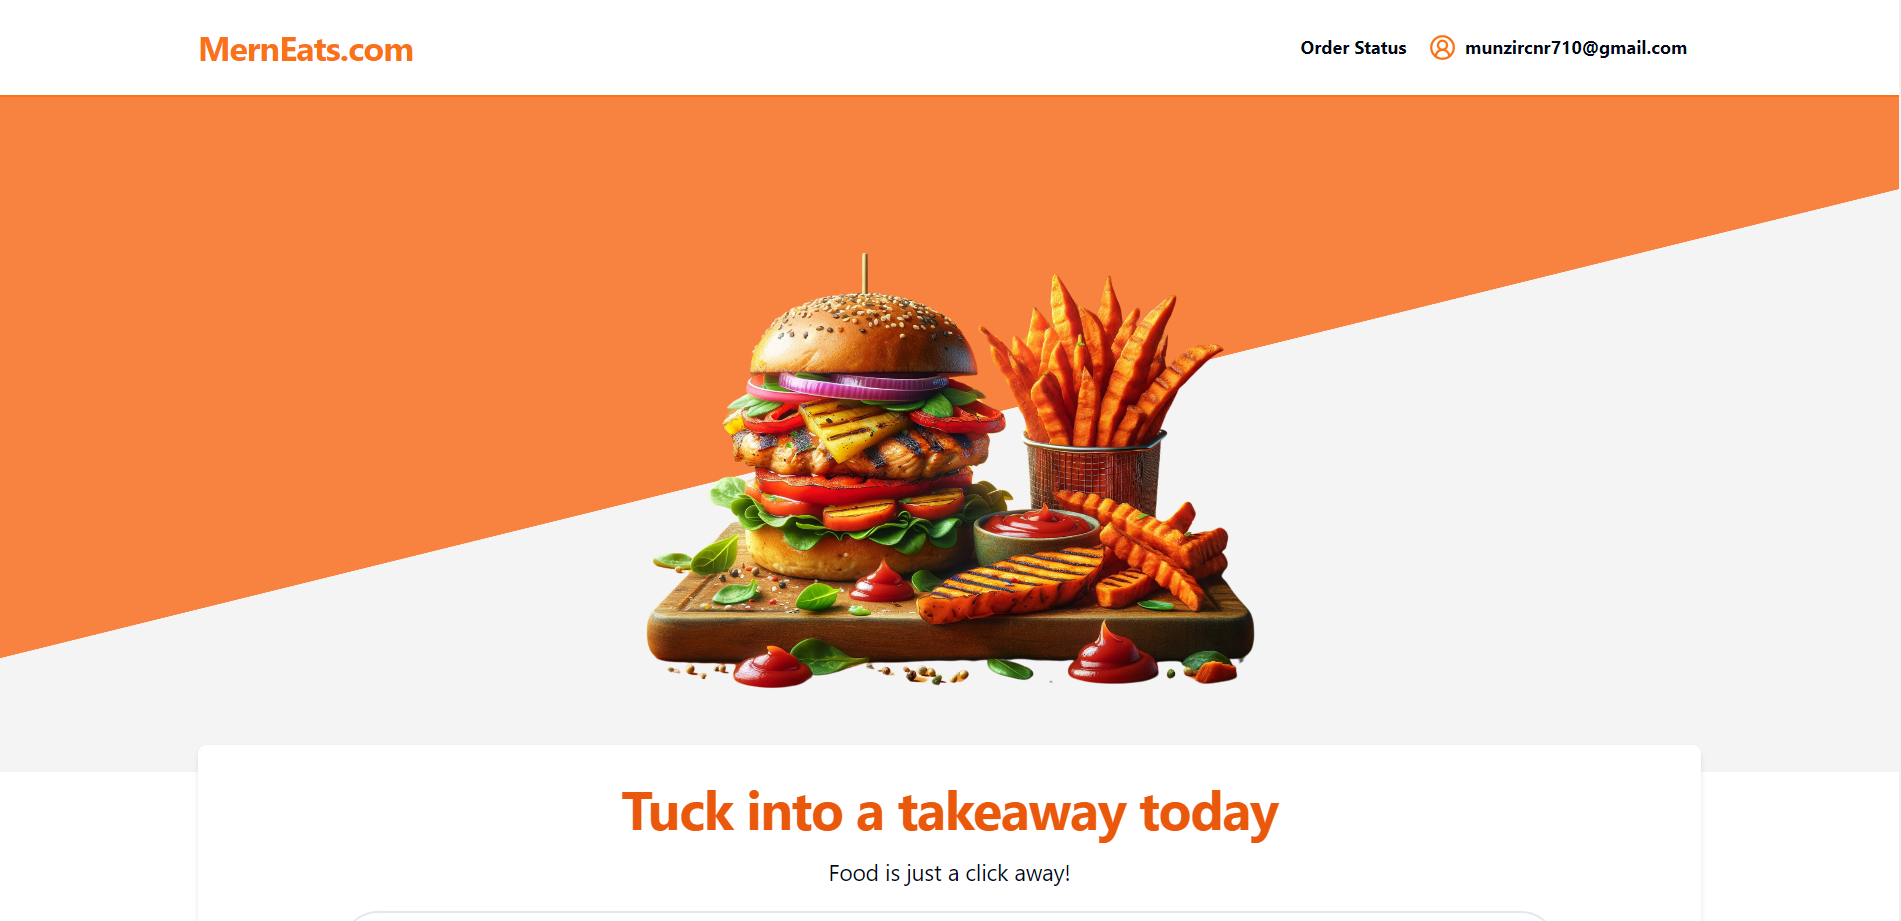 MernEats.com
Order Status
munzircnr710@gmail.com
Tuck into a takeaway today
Food is just a click away!